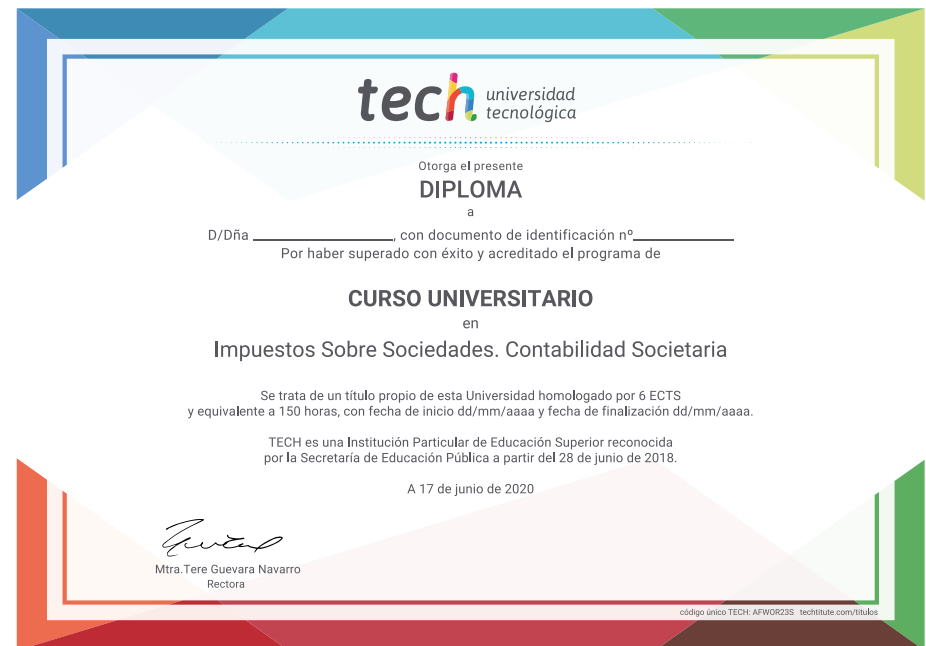 tech universidad
tecnológica
Otorga el presente
DIPLOMA
a
D/Dña ________________, con documento de identificación nº____________
Por haber superado con éxito y acreditado el programa de
CURSO UNIVERSITARIO
en
Impuestos Sobre Sociedades. Contabilidad Societaria
Se trata de un título propio de esta Universidad homologado por 6 ECTS
y equivalente a 150 horas, con fecha de inicio dd/mm/aaaa y fecha de finalización dd/mm/aaaa.
TECH es una Institución Particular de Educación Superior reconocida
por la Secretaría de Educación Pública a partir del 28 de junio de 2018.
A 17 de junio de 2020
Mtra.Tere Guevara Navarro
Rectora
código único TECH: AFWOR23S techtitute.com/titulos